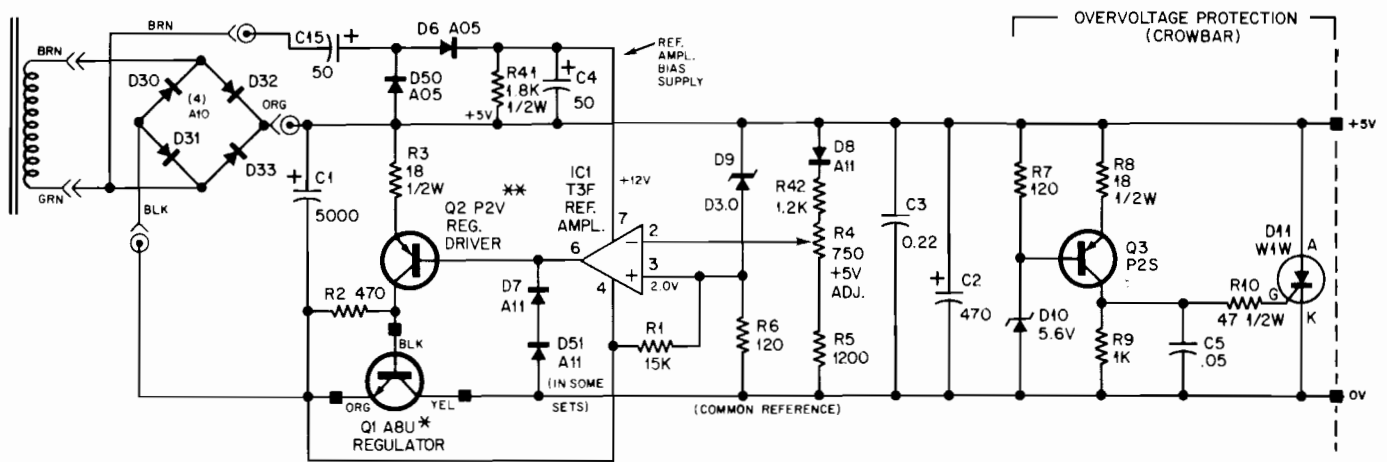 OVERVOLTAGE PROTECTION
(CROWBAR)
BRN
C15
+
50
D6 A05
REF.
AMPL.
BIAS
SUPPLY
BRN
D30
D32
(4)
A10
ORG
D50
A05
R41
1.8K
1/2W
+
C4
50
D31
D33
+5V
+5V
GRN
BLK
+
C1
5000
R3
18
1/2W
**
Q2 P2V
REG.
DRIVER
IC1
T3F
REF.
AMPL.
+12V
7
6
2
−
3
+
2.0V
4
D9
D3.0
D8
A11
R42
1.2K
R4
750
+5V
ADJ.
C3
0.22
R7
120
R8
18
1/2W
Q3
P2S
D11
W1W
A
G
K
R10
47 1/2W
R2 470
BLK
D7
A11
D51
A11
(IN SOME
SETS)
R1
15K
R6
120
R5
1200
+
C2
470
D10
5.6V
R9
1K
C5
.05
ORG
YEL
Q1 A8U*
REGULATOR
(COMMON REFERENCE)
0V